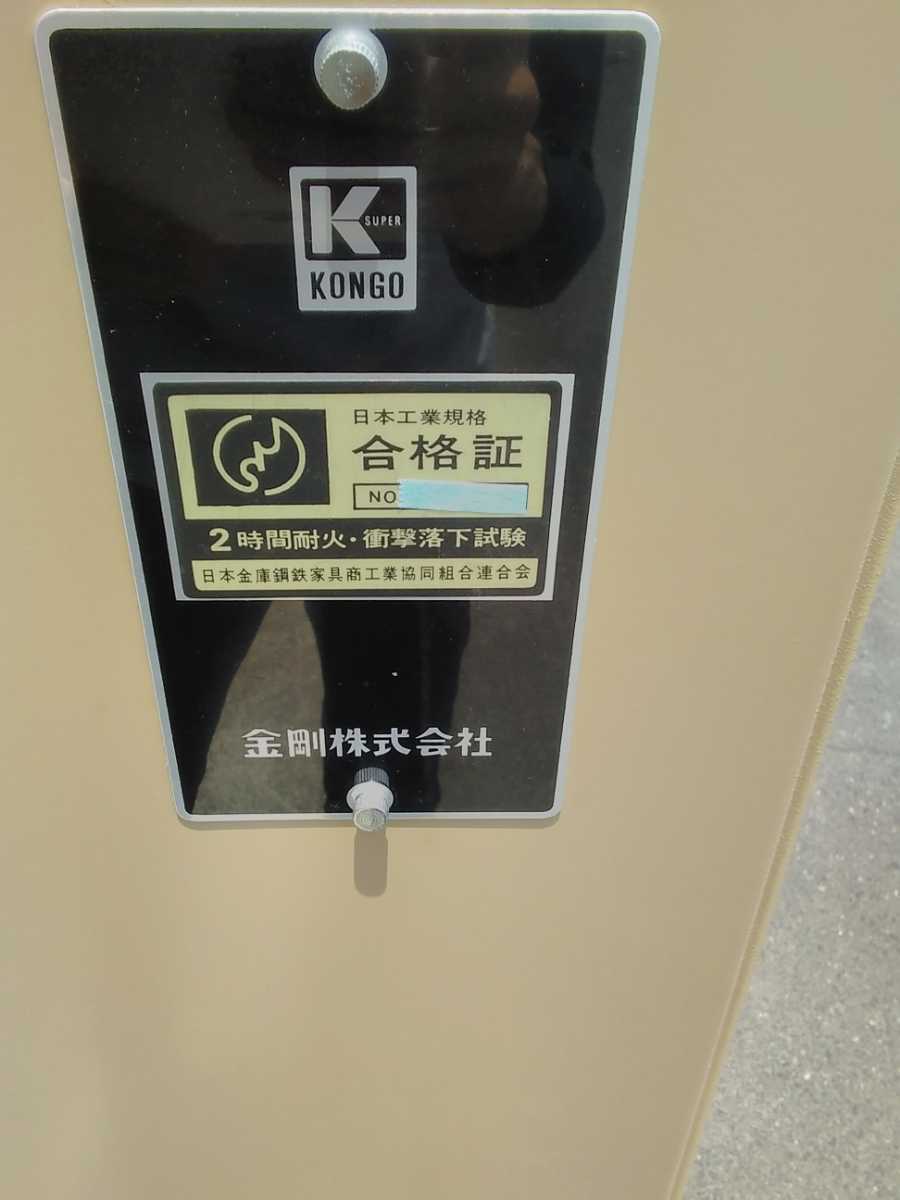 K SUPER
KONGO
日本工業規格
合格証
NO
2時間耐火・衝撃落下試験
日本金庫鋼鉄家具商工業協同組合連合会
金剛株式会社